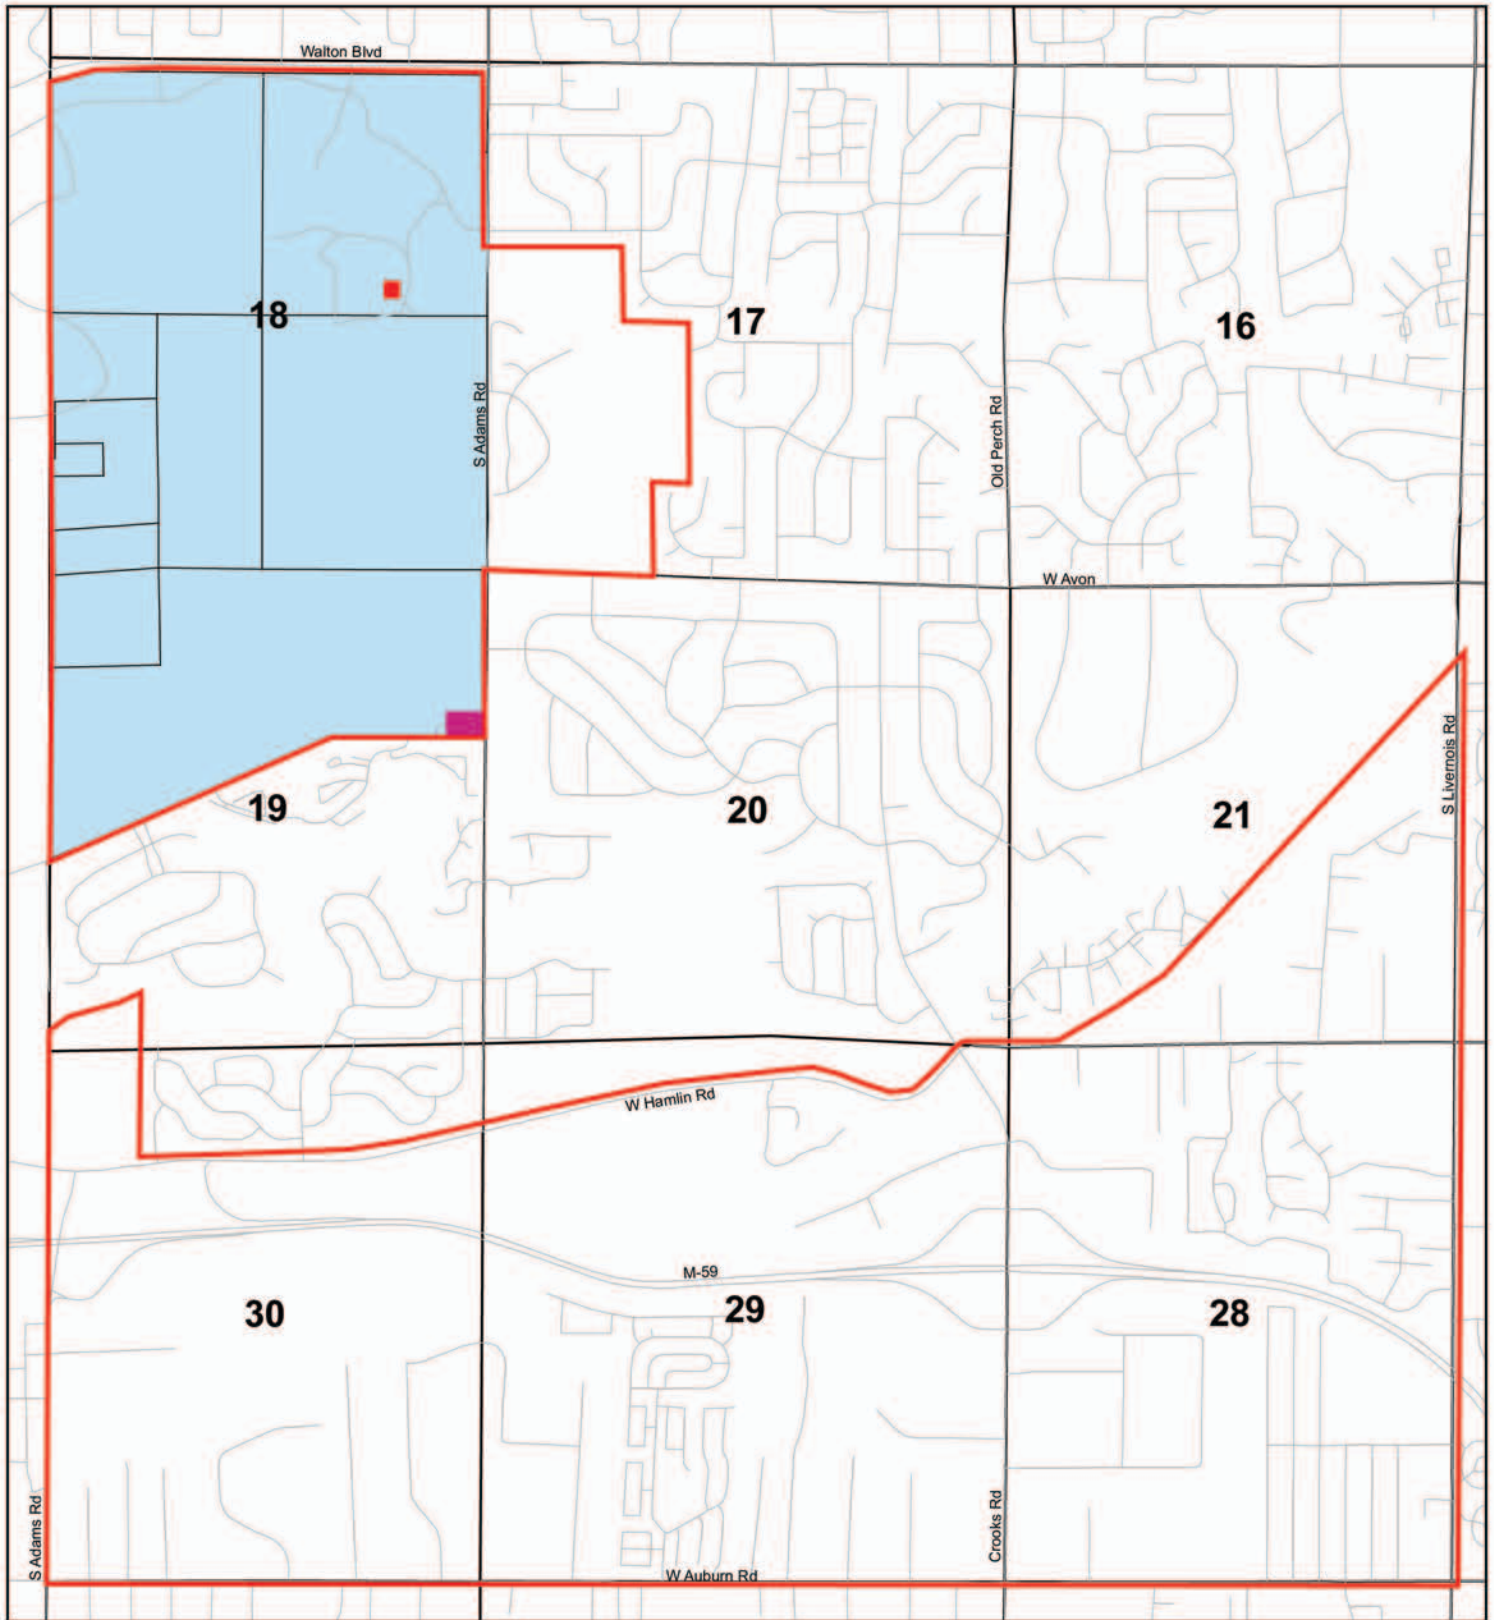 Walton Blvd
18
17
16
S Adams Rd
Old Perch Rd
W Avon
S Livernois Rd
19
20
21
W Hamlin Rd
M-59
30
29
28
S Adams Rd
Crooks Rd
W Auburn Rd